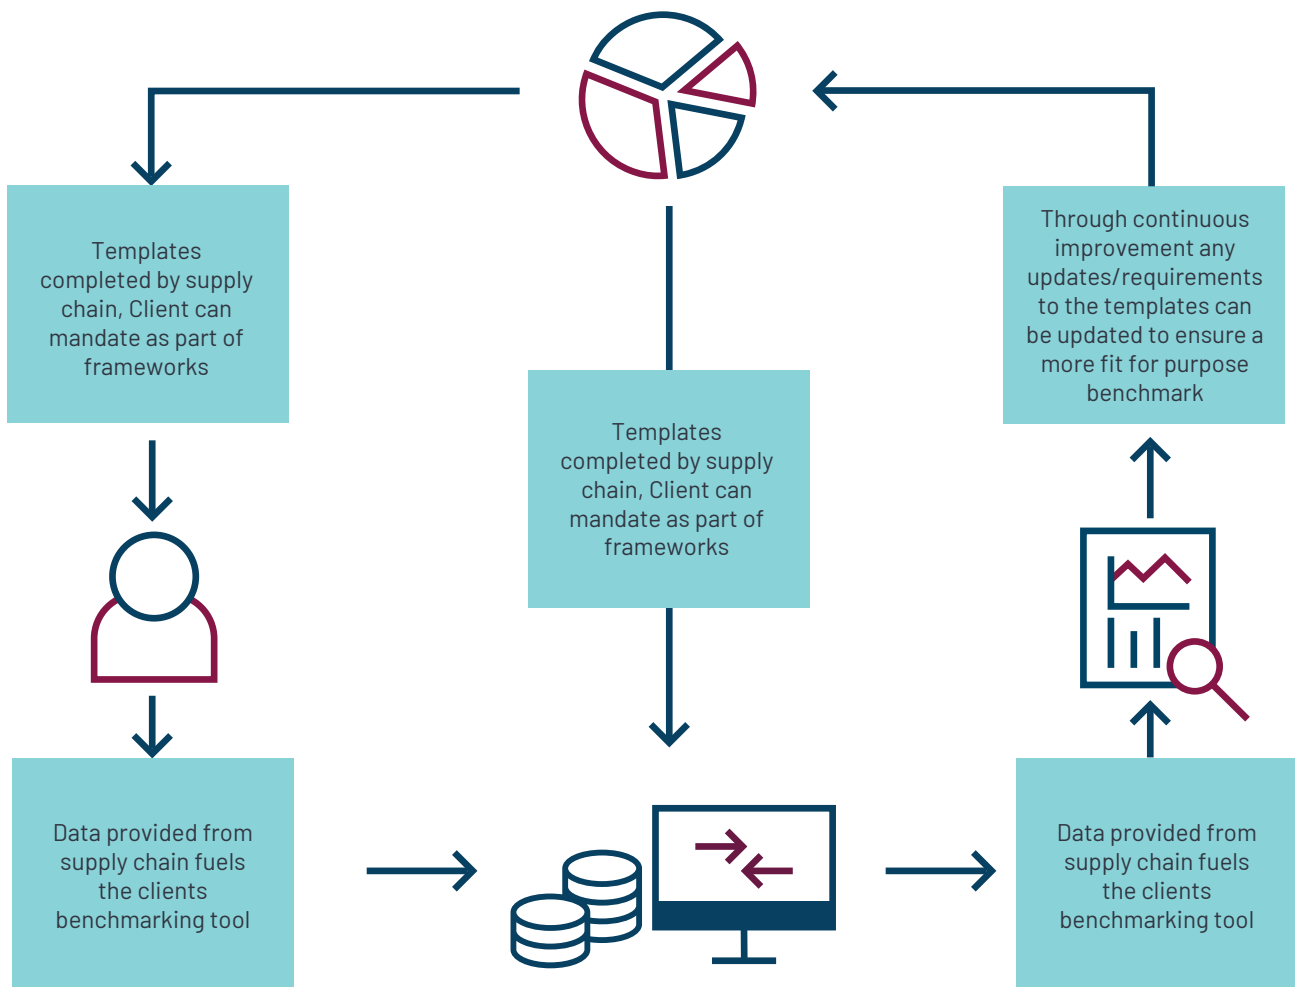 Templates
completed by supply
chain, Client can
mandate as part of
frameworks
Templates
completed by supply
chain, Client can
mandate as part of
frameworks
Through continuous
improvement any
updates/requirements
to the templates can
be updated to ensure a
more fit for purpose
benchmark
Data provided from
supply chain fuels
the clients
benchmarking tool
Data provided from
supply chain fuels
the clients
benchmarking tool